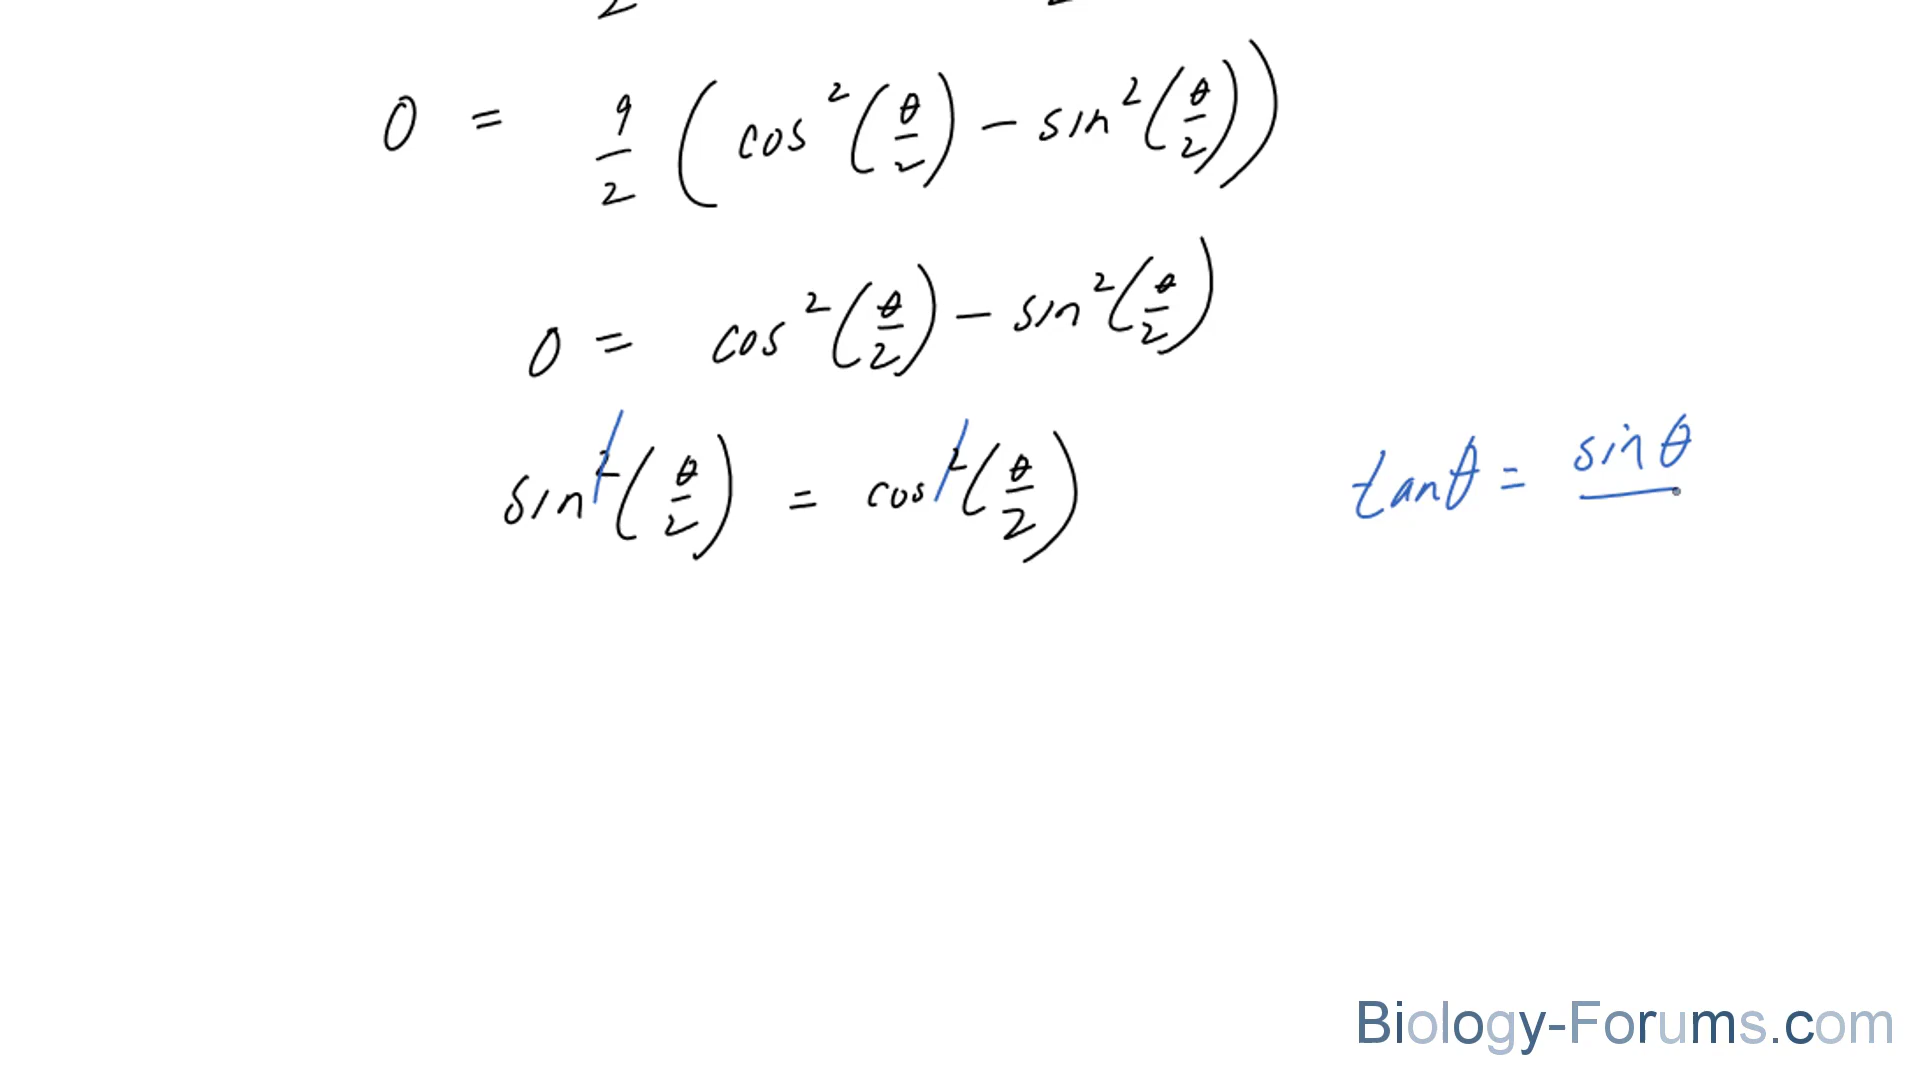 0 = 9/2 (cos²(θ/2) - sin²(θ/2))
0 = cos²(θ/2) - sin²(θ/2)
sin²(θ/2) = cos²(θ/2)
tanθ = sinθ
Biology-Forums.com